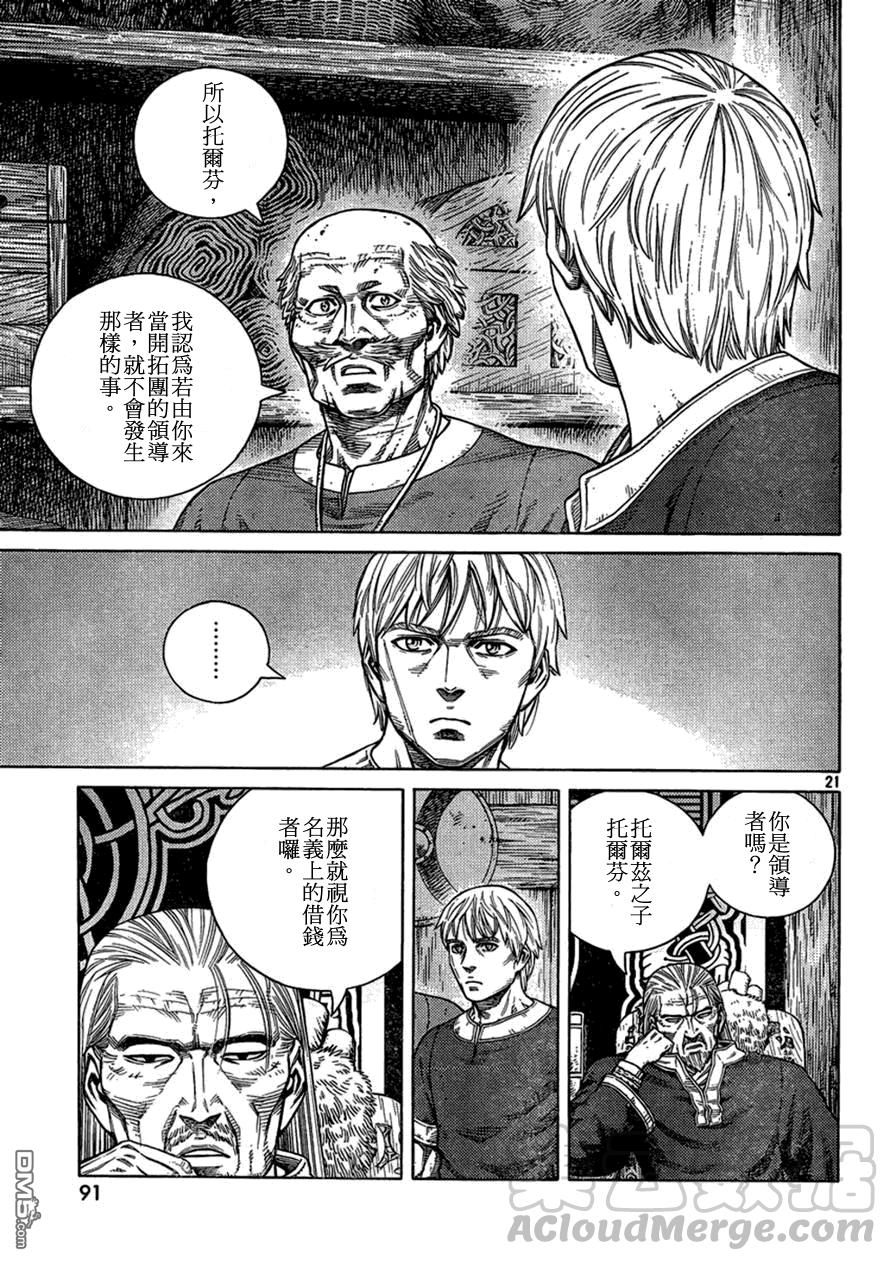 所以托爾芬，
我認爲若由你來
當開拓團的領導
者，就不會發生
那樣的事。
………
21
你是領導
者嗎？
托爾茲之子
托爾芬。
那麼就視你爲
名義上的借錢
者囉。
91
DM5.com
ACloudMerge.com